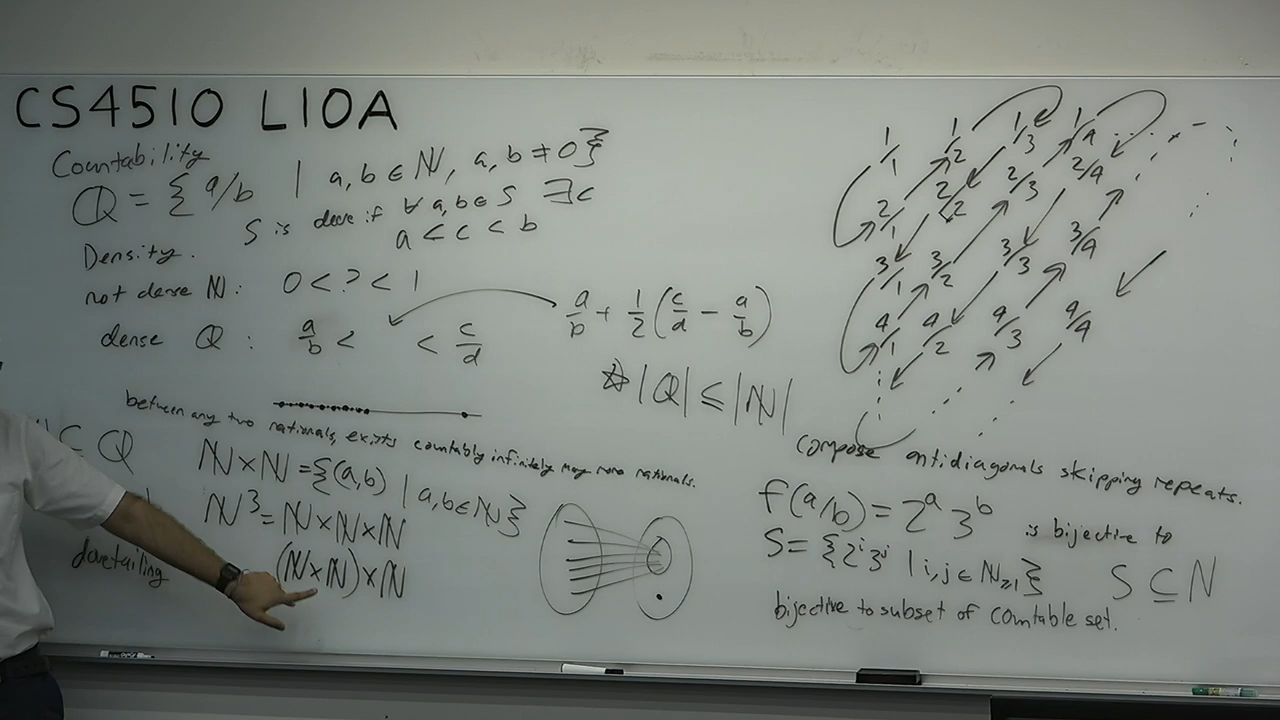 CS4510 L10A
Countability
Q = { a/b | a,b ∈ N, a,b ≠ 0 }
S is dense if ∀ a,b ∈ S ∃ c
a < c < b
Density.
not dense N: 0 < ? < 1
dense Q: a/b < < c/d
a/b + 1/2 (c/d − a/b)
|Q| ≤ |N|
between any two rationals, exists countably infinitely many more rationals.
⊆ Q
N×N = {(a,b) | a,b ∈ N}
N³ = N×N×N
dovetailing (N×N)×N
1/1 1/2 1/3 1/4 ...
2/1 2/2 2/3 2/4
3/1 3/2 3/3 3/4
4/1 4/2 4/3 4/4
compose antidiagonals skipping repeats.
f(a/b) = 2^a 3^b is bijective to
S = {2^i 3^j | i,j ∈ N≥1} S ⊆ N
bijective to subset of countable set.